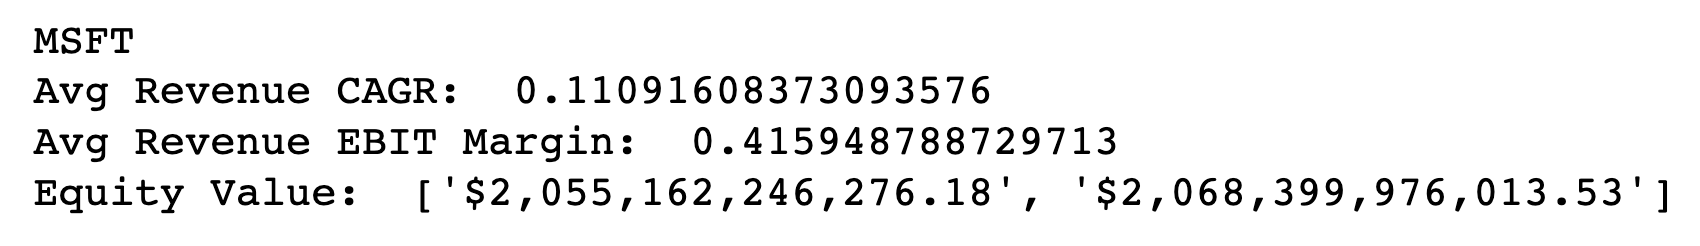 MSFT
Avg Revenue CAGR:  0.11091608373093576
Avg Revenue EBIT Margin:  0.415948788729713
Equity Value:  ['$2,055,162,246,276.18', '$2,068,399,976,013.53']